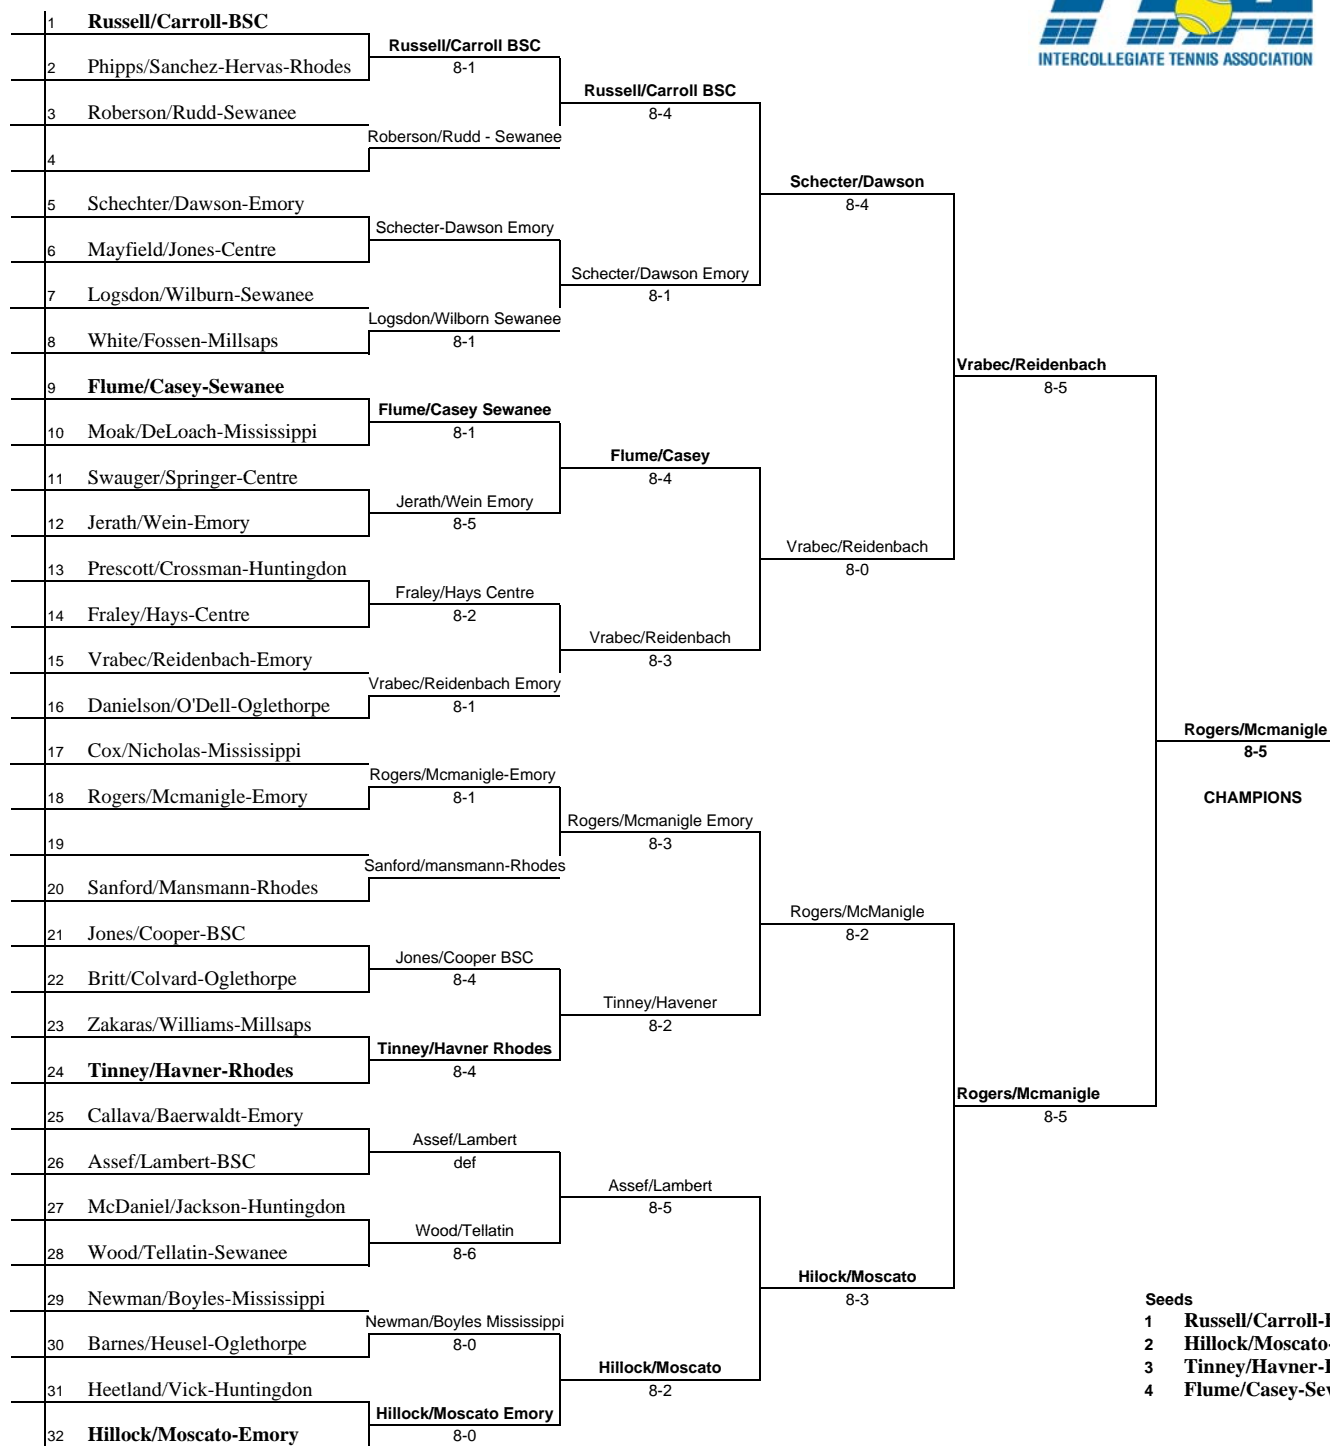 INTERCOLLEGIATE TENNIS ASSOCIATION
1 Russell/Carroll-BSC
2 Phipps/Sanchez-Hervas-Rhodes
3 Roberson/Rudd-Sewanee
4
5 Schechter/Dawson-Emory
6 Mayfield/Jones-Centre
7 Logsdon/Wilburn-Sewanee
8 White/Fossen-Millsaps
9 Flume/Casey-Sewanee
10 Moak/DeLoach-Mississippi
11 Swauger/Springer-Centre
12 Jerath/Wein-Emory
13 Prescott/Crossman-Huntingdon
14 Fraley/Hays-Centre
15 Vrabec/Reidenbach-Emory
16 Danielson/O'Dell-Oglethorpe
17 Cox/Nicholas-Mississippi
18 Rogers/Mcmanigle-Emory
19
20 Sanford/Mansmann-Rhodes
21 Jones/Cooper-BSC
22 Britt/Colvard-Oglethorpe
23 Zakaras/Williams-Millsaps
24 Tinney/Havner-Rhodes
25 Callava/Baerwaldt-Emory
26 Assef/Lambert-BSC
27 McDaniel/Jackson-Huntingdon
28 Wood/Tellatin-Sewanee
29 Newman/Boyles-Mississippi
30 Barnes/Heusel-Oglethorpe
31 Heetland/Vick-Huntingdon
32 Hillock/Moscato-Emory
Russell/Carroll BSC
8-1
Roberson/Rudd - Sewanee
Schecter-Dawson Emory
Logsdon/Wilborn Sewanee
8-1
Flume/Casey Sewanee
8-1
Jerath/Wein Emory
8-5
Fraley/Hays Centre
8-2
Vrabec/Reidenbach Emory
8-1
Rogers/Mcmanigle-Emory
8-1
Sanford/mansmann-Rhodes
Jones/Cooper BSC
8-4
Tinney/Havner Rhodes
8-4
Assef/Lambert
def
Wood/Tellatin
8-6
Newman/Boyles Mississippi
8-0
Hillock/Moscato Emory
8-0
Russell/Carroll BSC
8-4
Schecter/Dawson Emory
8-1
Flume/Casey
8-4
Vrabec/Reidenbach
8-3
Rogers/Mcmanigle Emory
8-3
Tinney/Havener
8-2
Assef/Lambert
8-5
Hillock/Moscato
8-2
Schecter/Dawson
8-4
Vrabec/Reidenbach
8-0
Rogers/McManigle
8-2
Hilock/Moscato
8-3
Vrabec/Reidenbach
8-5
Rogers/Mcmanigle
8-5
Rogers/Mcmanigle
8-5
CHAMPIONS
Seeds
1 Russell/Carroll-
2 Hillock/Moscato-
3 Tinney/Havner-
4 Flume/Casey-Se